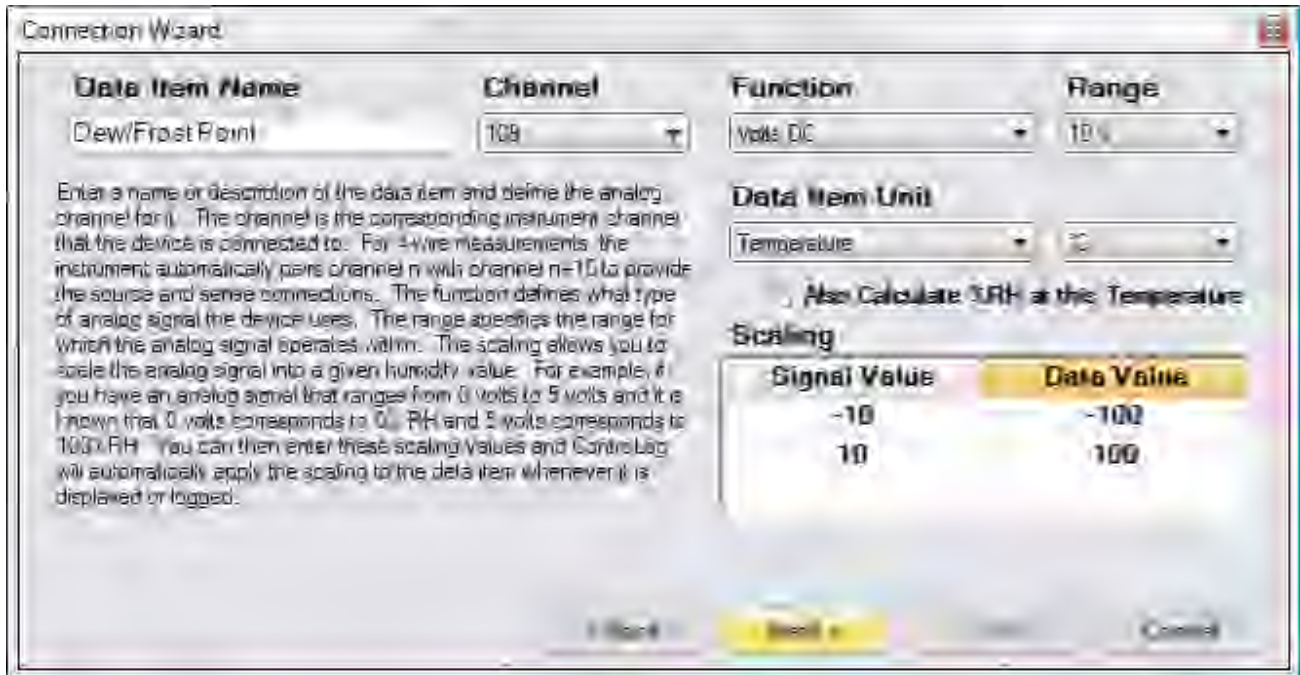 Connection Wizard
Data Item Name Channel Function Range
Dew/Frost Point 109 Volts DC 10 V
Enter a name or description of the data item and define the analog
channel for it. The channel is the corresponding instrument channel
that the device is connected to. For 4-wire measurements, the
instrument automatically pairs channel n with channel n+10 to provide
the source and sense connections. The function defines what type
of analog signal the device uses. The range specifies the range for
which the analog signal operates within. The scaling allows you to
scale the analog signal into a given humidity value. For example, if
you have an analog signal that ranges from 0 volts to 5 volts and it is
known that 0 volts corresponds to 0% RH and 5 volts corresponds to
100% RH. You can then enter these scaling values and ControLog
will automatically apply the scaling to the data item whenever it is
displayed or logged.
Data Item Unit
Temperature °C
Also Calculate %RH at this Temperature
Scaling
Signal Value Data Value
-10 -100
10 100
< Back Next > Cancel